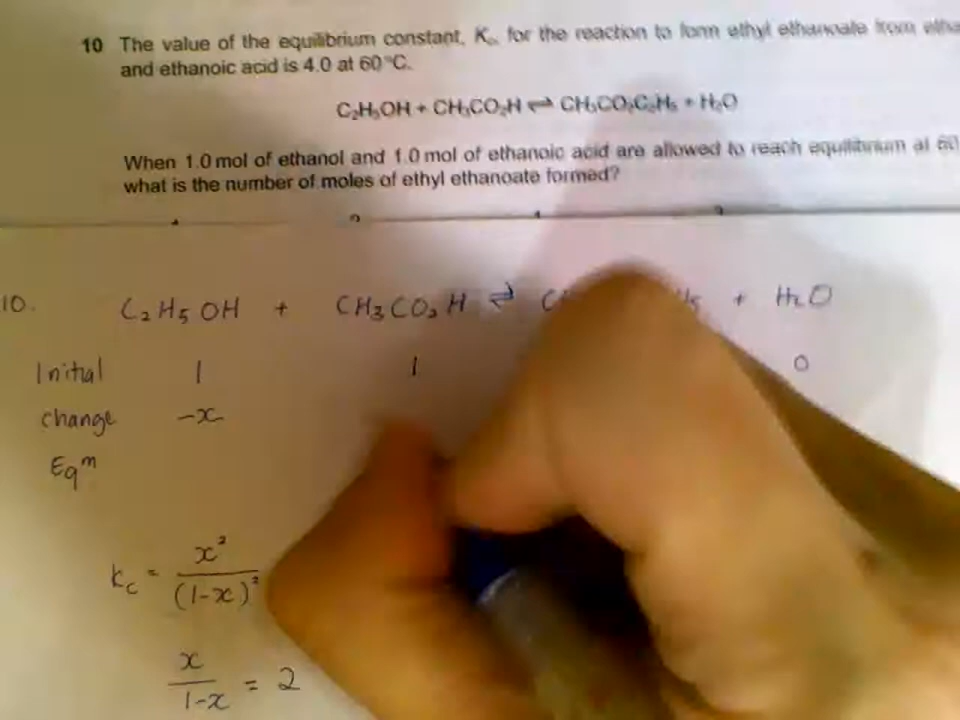 10 The value of the equilibrium constant, Kc, for the reaction to form ethyl ethanoate from
and ethanoic acid is 4.0 at 60 °C.
C₂H₅OH + CH₃CO₂H ⇌ CH₃CO₂C₂H₅ + H₂O
When 1.0 mol of ethanol and 1.0 mol of ethanoic acid are allowed to reach equilibrium at 60
what is the number of moles of ethyl ethanoate formed?
10. C₂H₅OH + CH₃CO₂H ⇌ C H₅ + H₂O
Initial 1 1 0
change -x
Eqᵐ
Kc = x² / (1-x)²
x / 1-x = 2